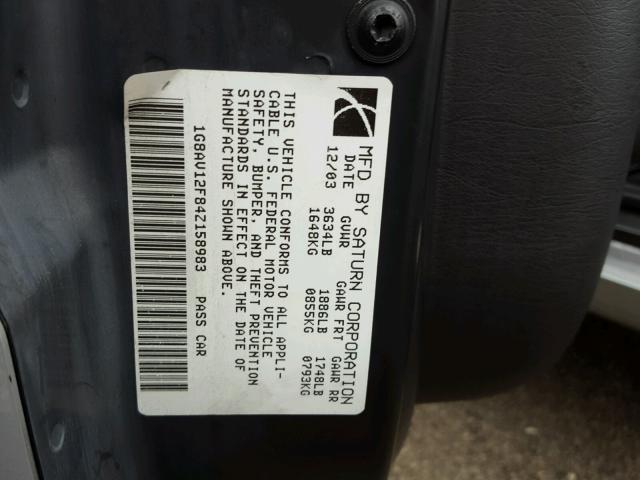 MFD BY SATURN CORPORATION
DATE GVWR GAWR FRT GAWR RR
12/03 3634LB 1886LB 1748LB
1648KG 0855KG 0793KG
THIS VEHICLE CONFORMS TO ALL APPLI-
CABLE U.S. FEDERAL MOTOR VEHICLE
SAFETY, BUMPER, AND THEFT PREVENTION
STANDARDS IN EFFECT ON THE DATE OF
MANUFACTURE SHOWN ABOVE.
1G8AV12F84Z158983 PASS CAR